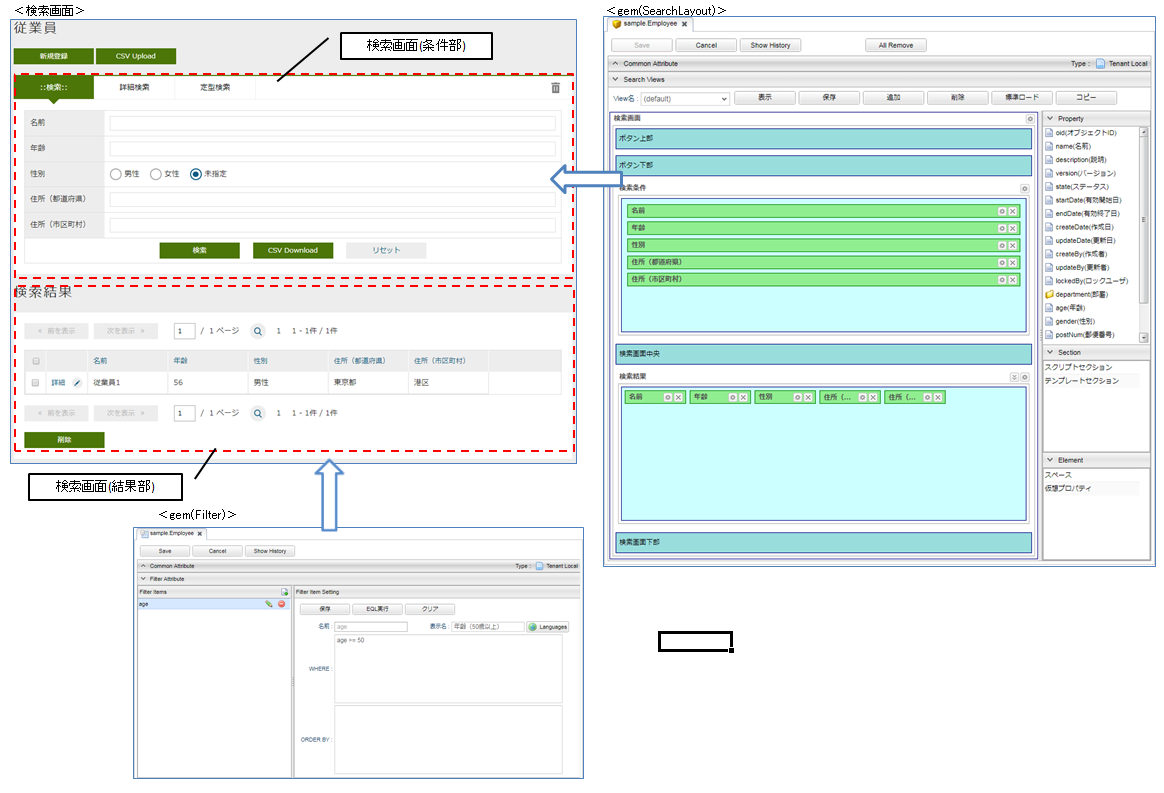 ＜検索画面＞
従業員
新規登録
CSV Upload
検索画面(条件部)
::検索::
詳細検索
定型検索
名前
年齢
性別
男性
女性
未指定
住所（都道府県）
住所（市区町村）
検索
CSV Download
リセット
検索結果
« 前を表示
次を表示 »
1
/ 1 ページ
1
1 - 1件 / 1件
名前
年齢
性別
住所（都道府県）
住所（市区町村）
詳細
従業員1
56
男性
東京都
港区
« 前を表示
次を表示 »
1
/ 1 ページ
1
1 - 1件 / 1件
削除
検索画面(結果部)
＜gem(Filter)＞
sample.Employee
Save
Cancel
Show History
Common Attribute
Type :
Tenant Local
Filter Attribute
Filter Items
age
Filter Item Setting
保存
EQL実行
クリア
名前 :
age
表示名 :
年齢（50歳以上）
Languages
WHERE :
age == 50
ORDER BY :
＜gem(SearchLayout)＞
sample.Employee
Save
Cancel
Show History
All Remove
Common Attribute
Type :
Tenant Local
Search Views
View名 :
(default)
表示
保存
追加
削除
標準ロード
コピー
検索画面
ボタン上部
ボタン下部
検索条件
名前
年齢
性別
住所（都道府県）
住所（市区町村）
検索画面中央
検索結果
名前
年齢
性別
住所（...
住所（...
検索画面下部
Property
oid(オブジェクトID)
name(名前)
description(説明)
version(バージョン)
state(ステータス)
startDate(有効開始日)
endDate(有効終了日)
createDate(作成日)
updateDate(更新日)
createBy(作成者)
updateBy(更新者)
lockedBy(ロックユーザ)
department(部署)
age(年齢)
gender(性別)
postNum(郵便番号)
Section
スクリプトセクション
テンプレートセクション
Element
スペース
仮想プロパティ